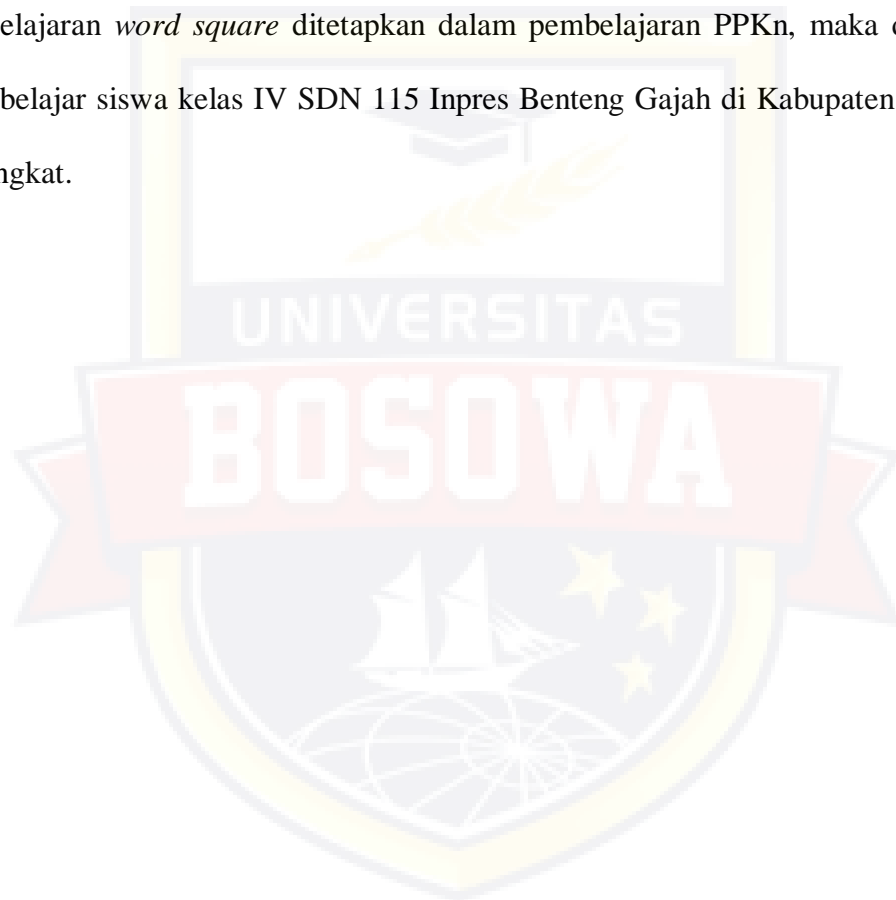 elajaran word square ditetapkan dalam pembelajaran PPKn, maka
belajar siswa kelas IV SDN 115 Inpres Benteng Gajah di Kabupaten
ngkat.
UNIVERSITAS
BOSOWA